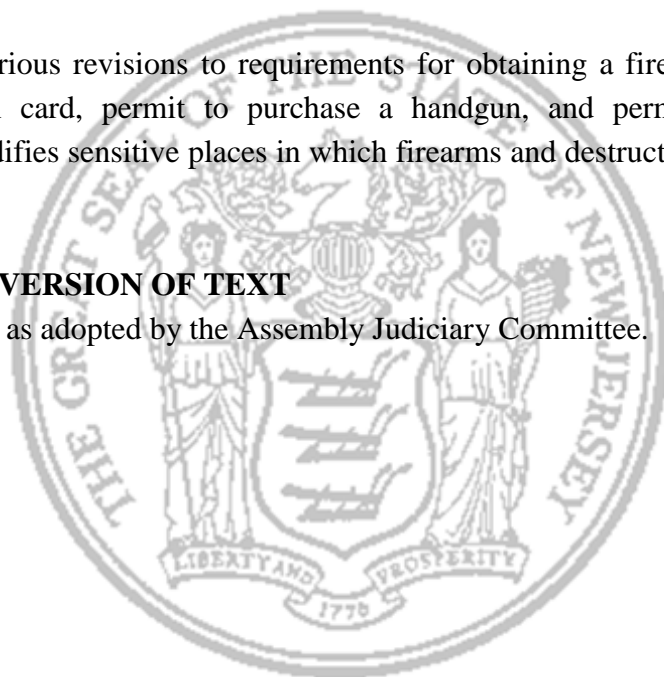 rious revisions to requirements for obtaining a fire
card, permit to purchase a handgun, and perr
difies sensitive places in which firearms and destruct
VERSION OF TEXT
as adopted by the Assembly Judiciary Committee.
THE GREAT SEAL OF THE STATE OF NEW JERSEY
LIBERTY AND PROSPERITY
1776